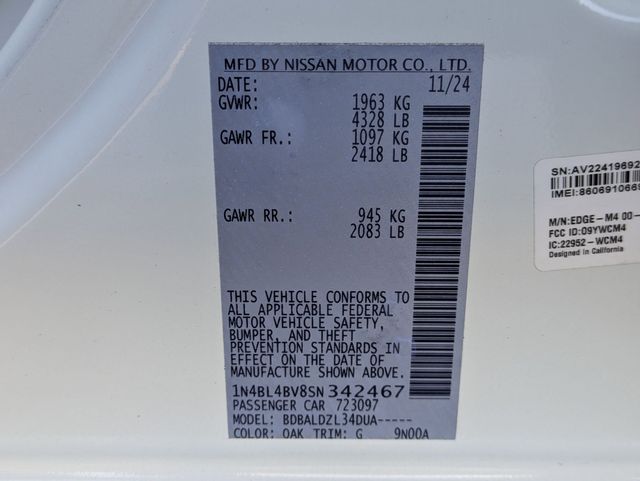 MFD BY NISSAN MOTOR CO., LTD.
DATE: 11/24
GVWR: 1963 KG
4328 LB
GAWR FR.: 1097 KG
2418 LB
GAWR RR.: 945 KG
2083 LB
THIS VEHICLE CONFORMS TO
ALL APPLICABLE FEDERAL
MOTOR VEHICLE SAFETY,
BUMPER, AND THEFT
PREVENTION STANDARDS IN
EFFECT ON THE DATE OF
MANUFACTURE SHOWN ABOVE.
1N4BL4BV8SN342467
PASSENGER CAR 723097
MODEL: BDBALDZL34DUA-----
COLOR: OAK TRIM: G 9N00A
SN:AV22419692
IMEI:8606910669
M/N:EDGE-M4 00-
FCC ID:09YWCM4
IC:22952-WCM4
Designed in California